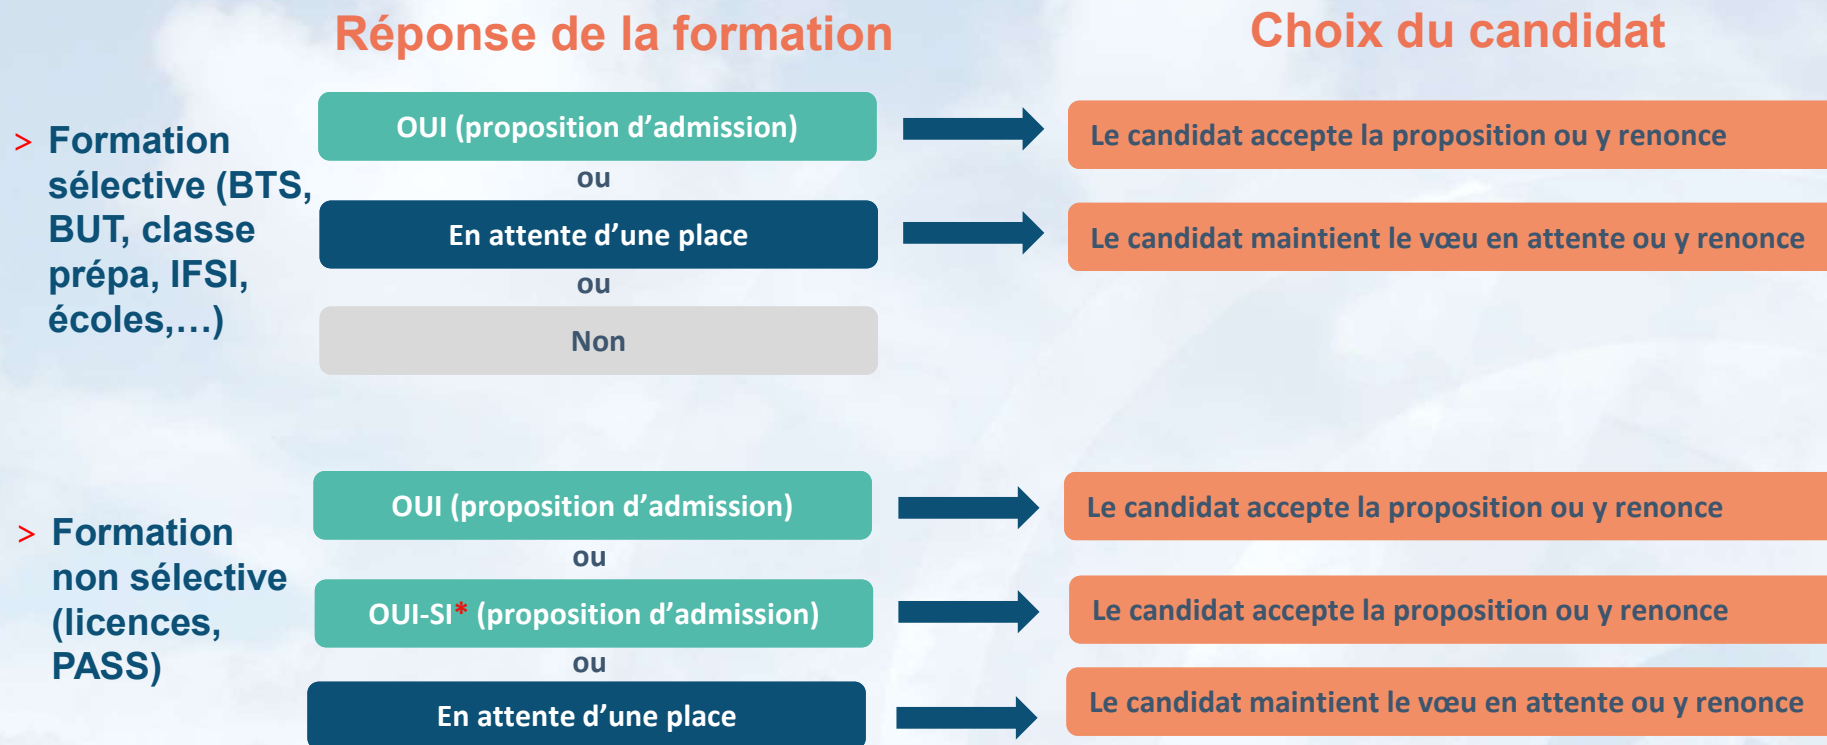 Réponse de la formation
Choix du candidat
> Formation
sélective (BTS,
BUT, classe
prépa, IFSI,
écoles,…)
OUI (proposition d’admission)
Le candidat accepte la proposition ou y renonce
ou
En attente d’une place
Le candidat maintient le vœu en attente ou y renonce
ou
Non
> Formation
non sélective
(licences,
PASS)
OUI (proposition d’admission)
Le candidat accepte la proposition ou y renonce
ou
OUI-SI* (proposition d’admission)
Le candidat accepte la proposition ou y renonce
ou
En attente d’une place
Le candidat maintient le vœu en attente ou y renonce